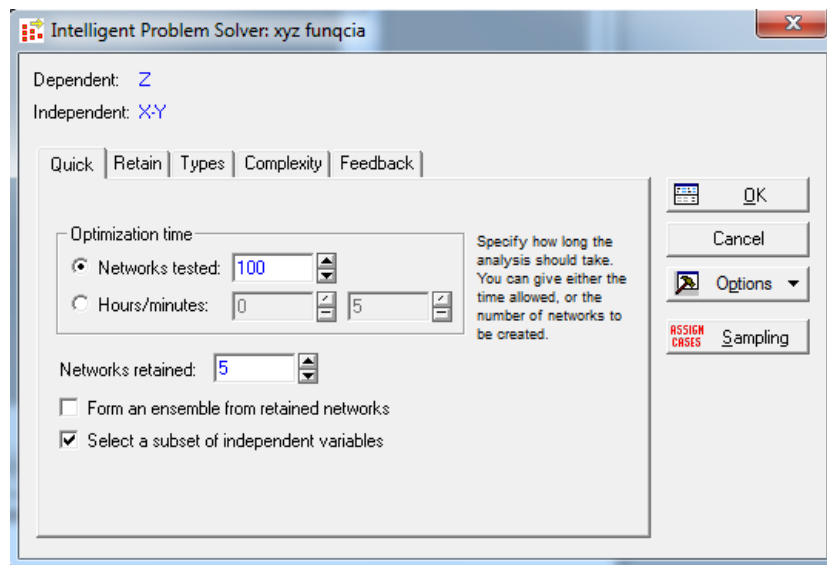 Intelligent Problem Solver: xyz funqcia
Dependent: Z
Independent: X-Y
Quick Retain Types Complexity Feedback
Optimization time
Networks tested: 100
Hours/minutes: 0 5
Specify how long the
analysis should take.
You can give either the
time allowed, or the
number of networks to
be created.
Networks retained: 5
Form an ensemble from retained networks
Select a subset of independent variables
OK
Cancel
Options
ASSIGN
CASES Sampling